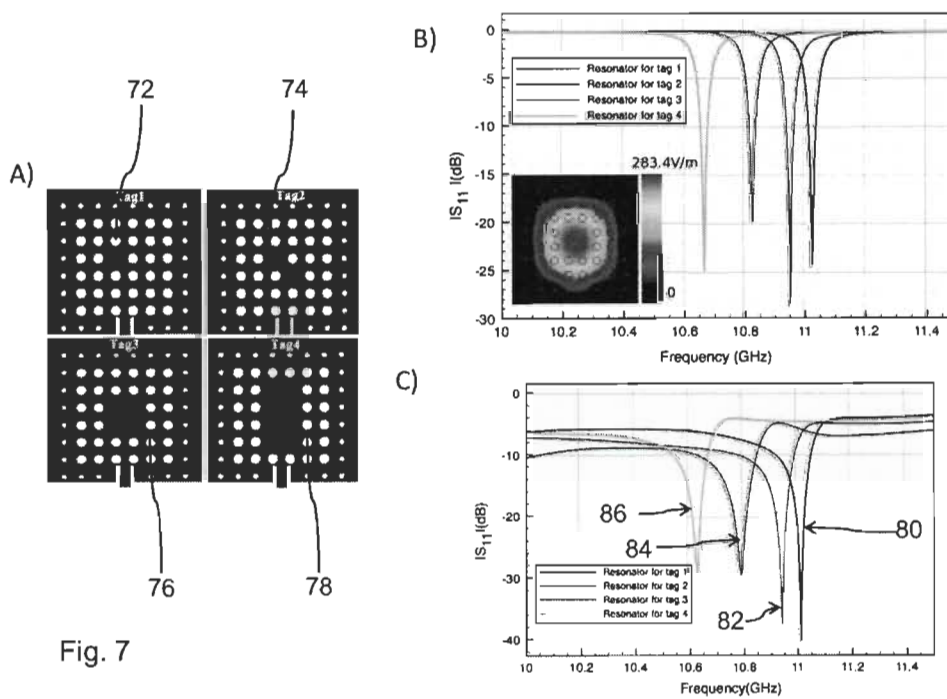 A)
72
74
Tag1
Tag2
Tag3
Tag4
76
78
Fig. 7
B)
0
-5
-10
-15
-20
-25
-30
|S11|(dB)
Resonator for tag 1
Resonator for tag 2
Resonator for tag 3
Resonator for tag 4
283.4V/m
0
10
10.2
10.4
10.6
10.8
11
11.2
11.4
Frequency (GHz)
C)
0
-10
-20
-30
-40
|S11|(dB)
86
84
82
80
Resonator for tag 1
Resonator for tag 2
Resonator for tag 3
Resonator for tag 4
10
10.2
10.4
10.6
10.8
11
11.2
11.4
Frequency(GHz)